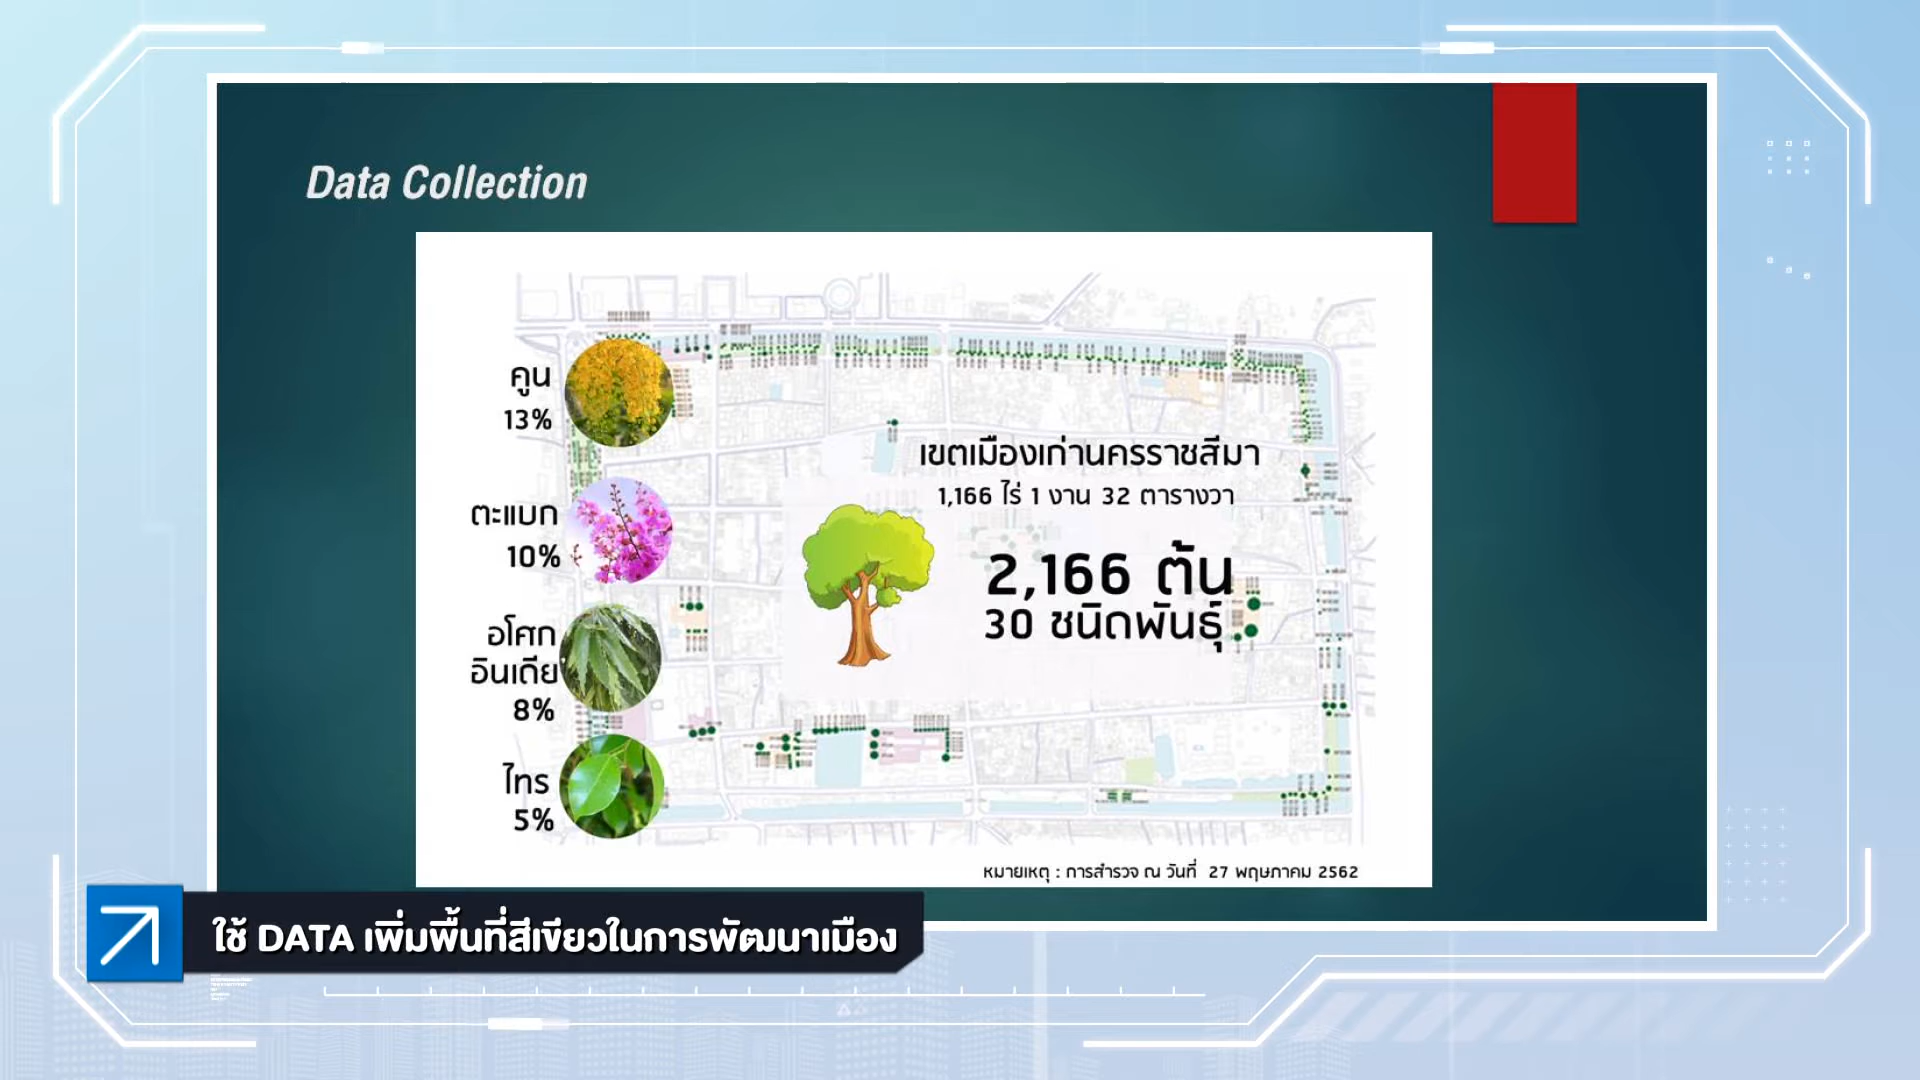 Data Collection
คูน
13%
ตะแบก
10%
อโศก
อินเดีย
8%
ไทร
5%
เขตเมืองเก่านครราชสีมา
1,166 ไร่ 1 งาน 32 ตารางวา
2,166 ต้น
30 ชนิดพันธุ์
หมายเหตุ : การสำรวจ ณ วันที่ 27 พฤษภาคม 2562
ใช้ DATA เพิ่มพื้นที่สีเขียวในการพัฒนาเมือง